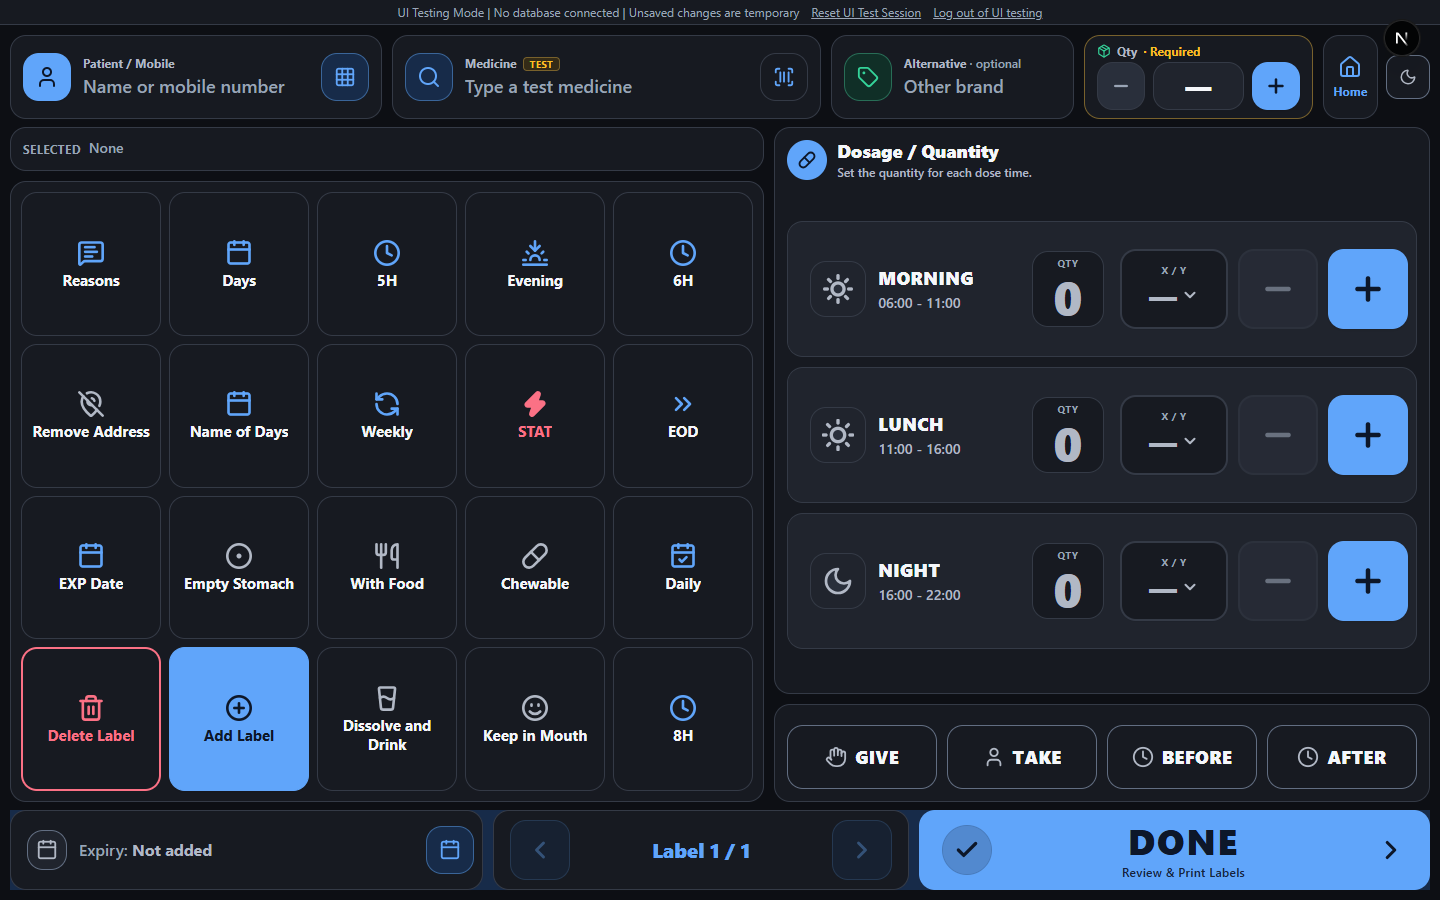 UI Testing Mode | No database connected | Unsaved changes are temporary Reset UI Test Session Log out of UI testing
N
Patient / Mobile
Name or mobile number
Medicine TEST
Type a test medicine
Alternative · optional
Other brand
Qty · Required
—
Home
SELECTED None
Reasons
Days
5H
Evening
6H
Remove Address
Name of Days
Weekly
STAT
EOD
EXP Date
Empty Stomach
With Food
Chewable
Daily
Delete Label
Add Label
Dissolve and
Drink
Keep in Mouth
8H
Dosage / Quantity
Set the quantity for each dose time.
MORNING
06:00 - 11:00
QTY
0
X / Y
—
LUNCH
11:00 - 16:00
QTY
0
X / Y
—
NIGHT
16:00 - 22:00
QTY
0
X / Y
—
GIVE
TAKE
BEFORE
AFTER
Expiry: Not added
Label 1 / 1
DONE
Review & Print Labels